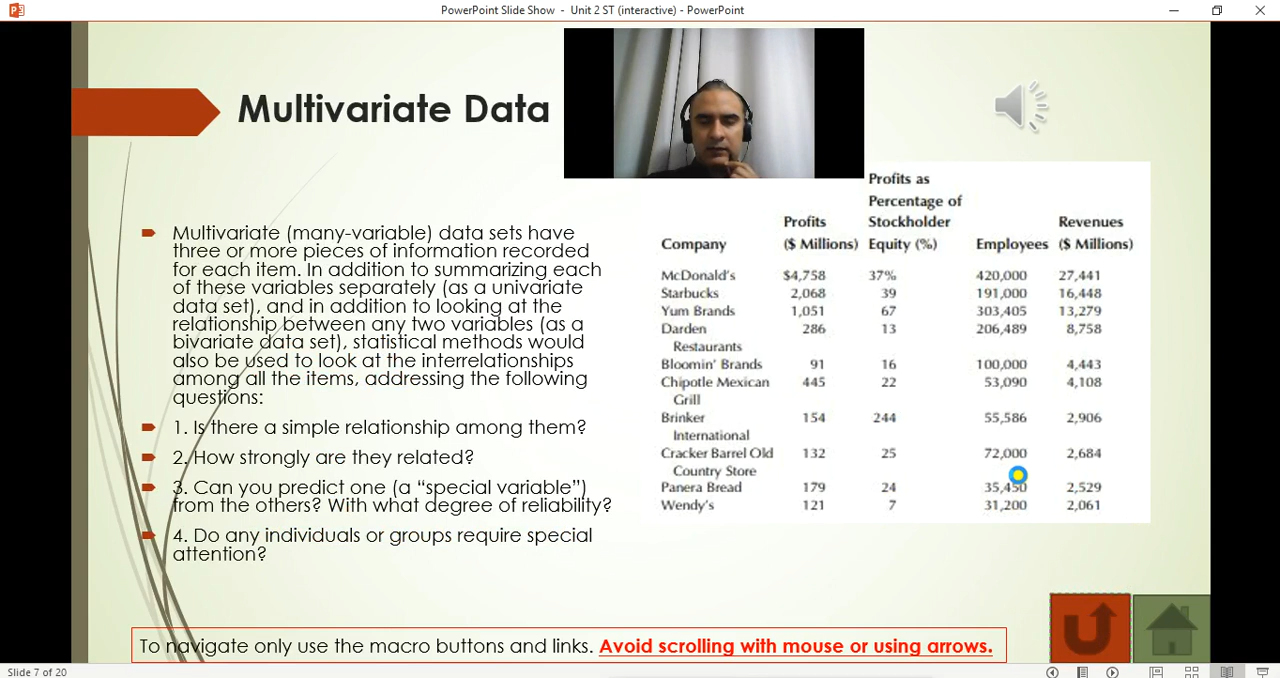 PowerPoint Slide Show - Unit 2 ST (interactive) - PowerPoint
Multivariate Data
Multivariate (many-variable) data sets have
three or more pieces of information recorded
for each item. In addition to summarizing each
of these variables separately (as a univariate
data set), and in addition to looking at the
relationship between any two variables (as a
bivariate data set), statistical methods would
also be used to look at the interrelationships
among all the items, addressing the following
questions:
1. Is there a simple relationship among them?
2. How strongly are they related?
3. Can you predict one (a “special variable”)
from the others? With what degree of reliability?
4. Do any individuals or groups require special
attention?
Profits as
Percentage of
Profits Stockholder Revenues
Company ($ Millions) Equity (%) Employees ($ Millions)
McDonald's $4,758 37% 420,000 27,441
Starbucks 2,068 39 191,000 16,448
Yum Brands 1,051 67 303,405 13,279
Darden 286 13 206,489 8,758
Restaurants
Bloomin' Brands 91 16 100,000 4,443
Chipotle Mexican 445 22 53,090 4,108
Grill
Brinker 154 244 55,586 2,906
International
Cracker Barrel Old 132 25 72,000 2,684
Country Store
Panera Bread 179 24 35,450 2,529
Wendy's 121 7 31,200 2,061
To navigate only use the macro buttons and links. Avoid scrolling with mouse or using arrows.
Slide 7 of 20